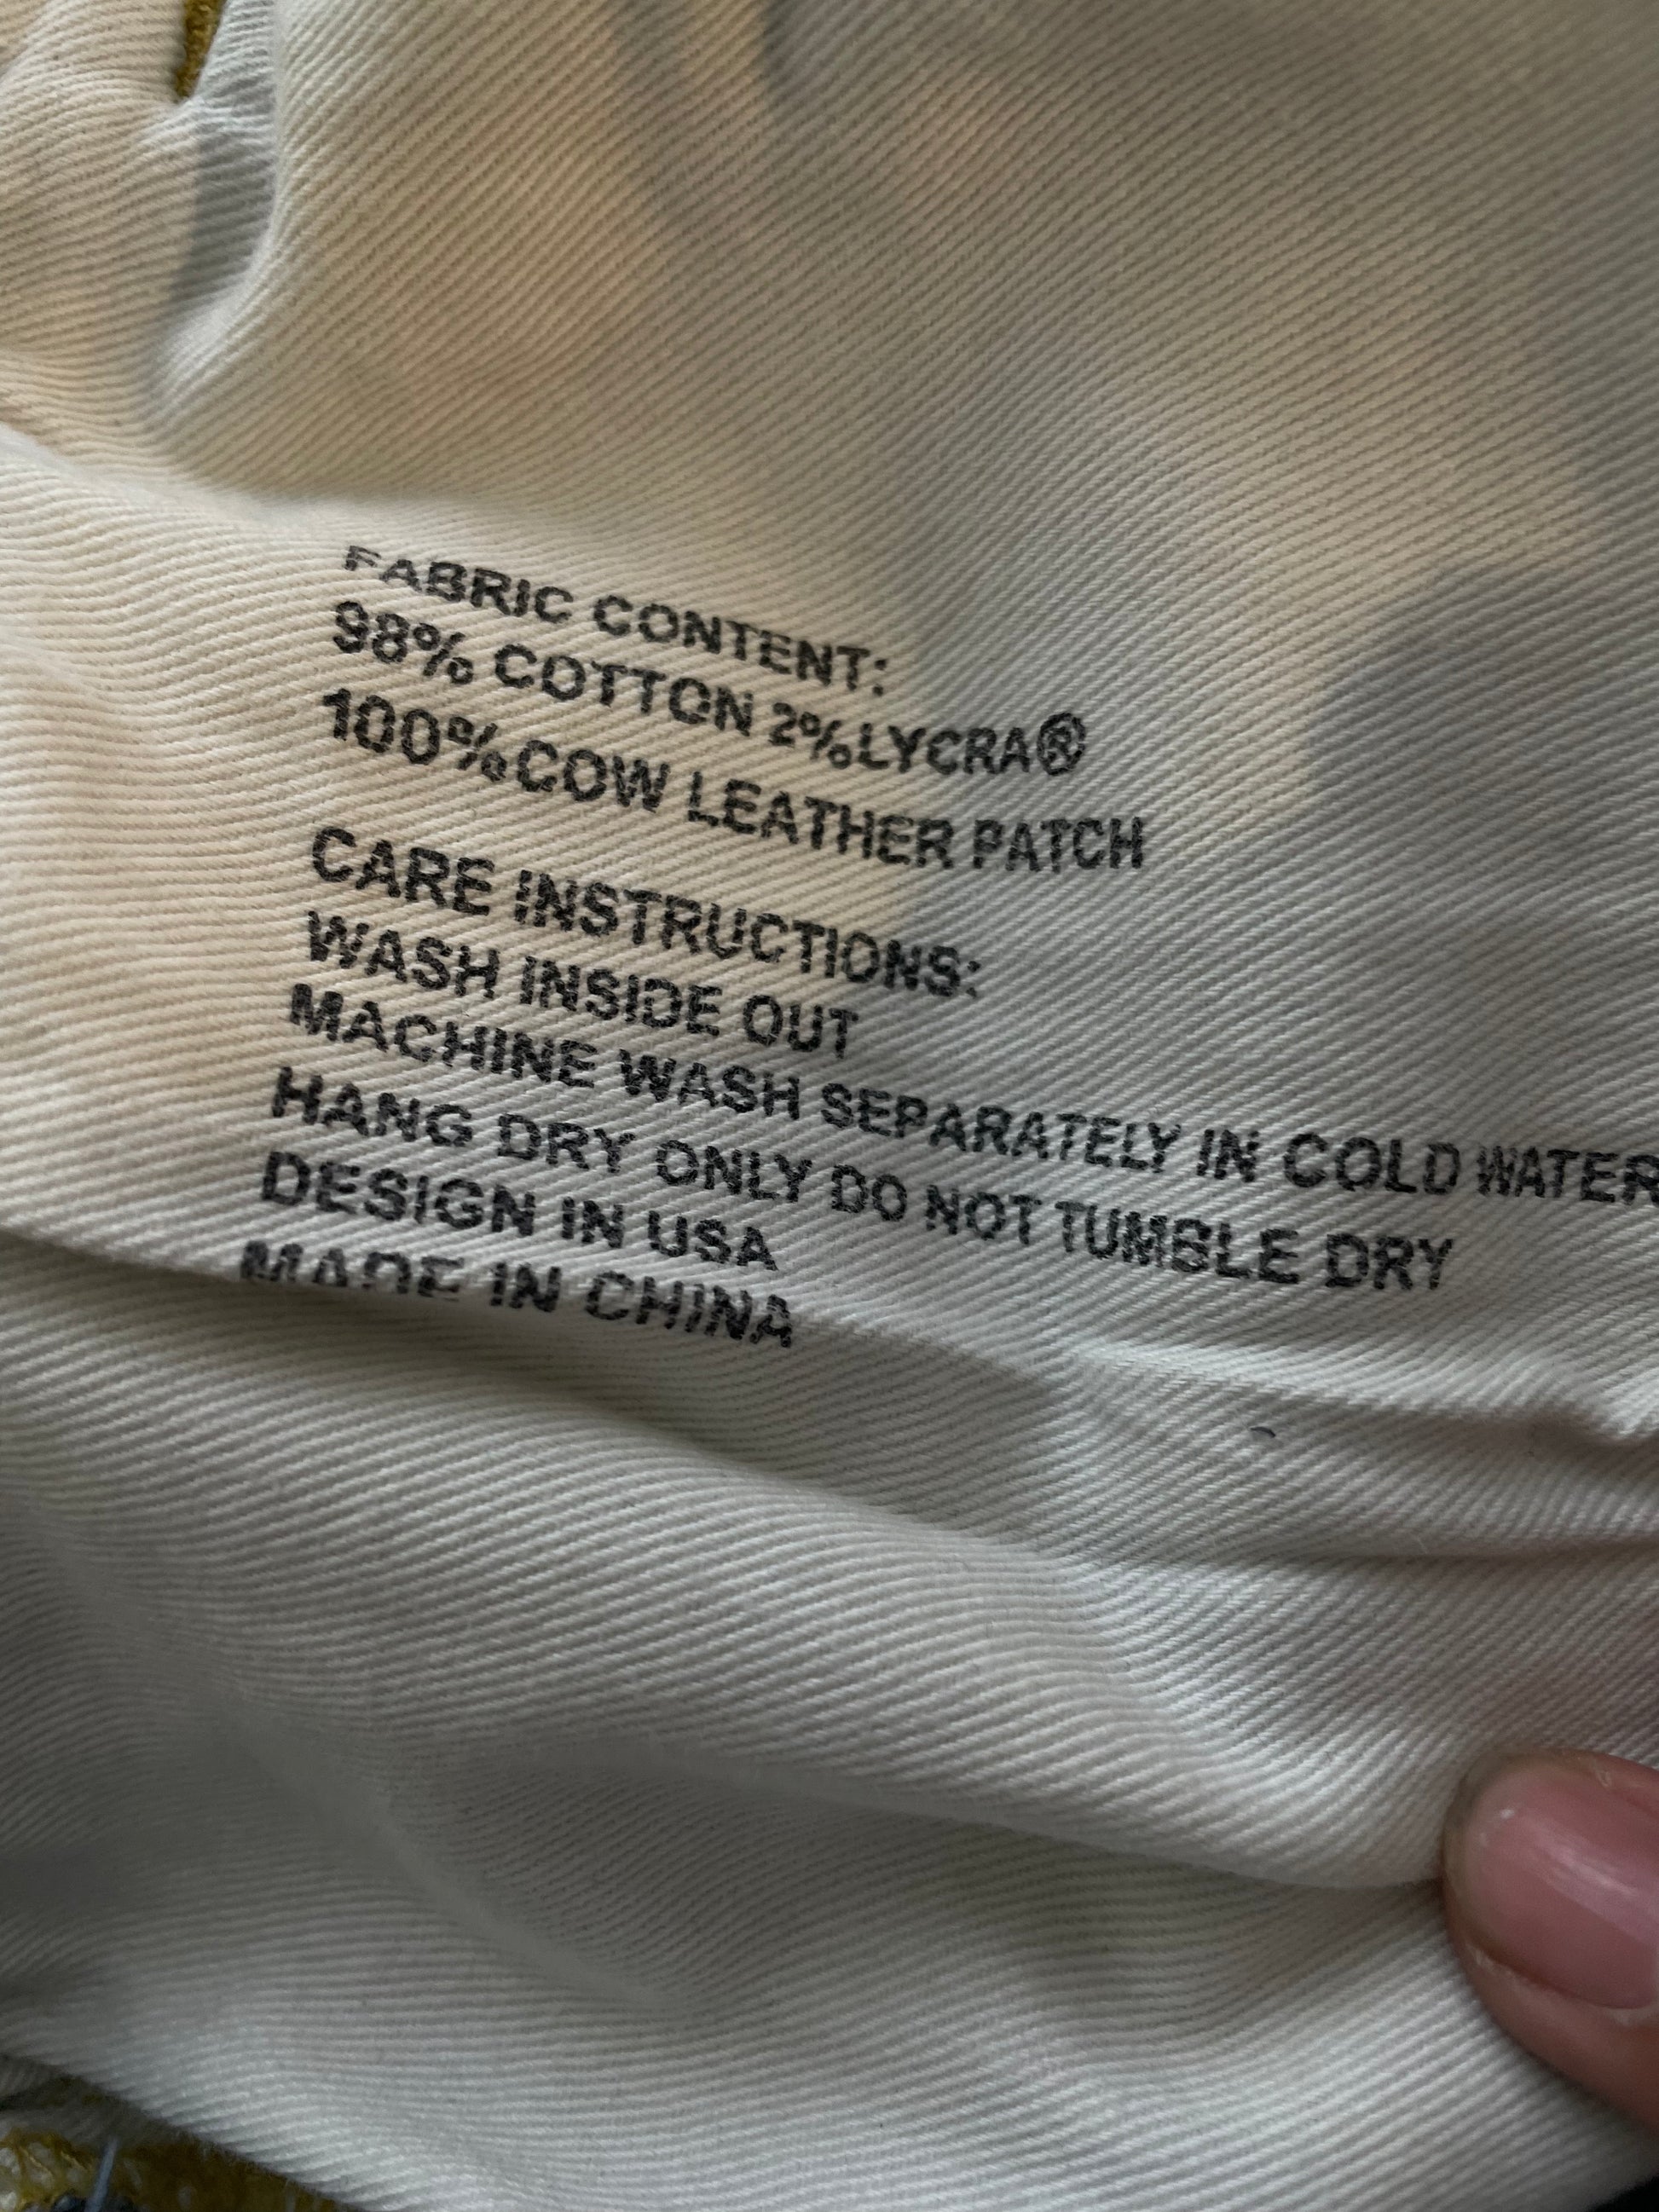 FABRIC CONTENT:
98% COTTON 2%LYCRA®
100%COW LEATHER PATCH
CARE INSTRUCTIONS:
WASH INSIDE OUT
MACHINE WASH SEPARATELY IN COLD WATER
HANG DRY ONLY DO NOT TUMBLE DRY
DESIGN IN USA
MADE IN CHINA